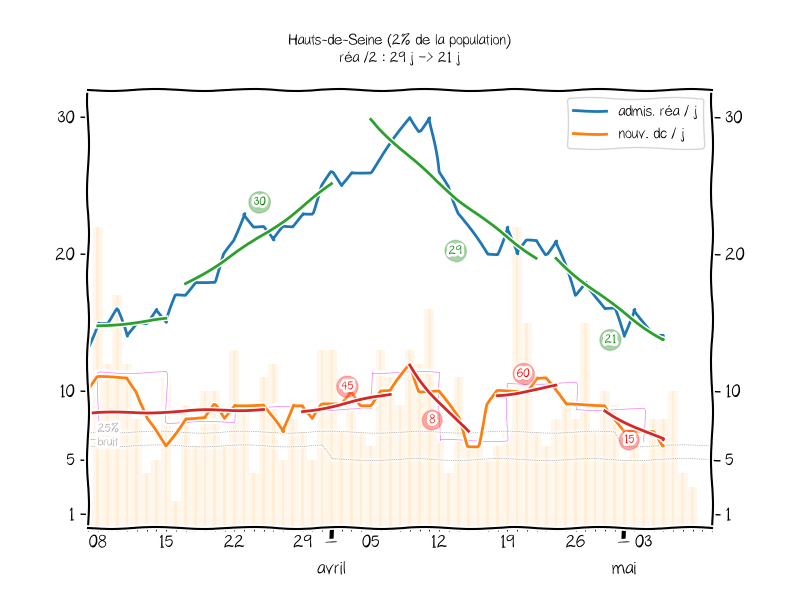 Hauts-de-Seine (2% de la population)
réa /2 : 29 j -> 21 j
admis. réa / j
nouv. dc / j
30
30
30
29
20
20
21
45
60
8
15
10
10
25%
bruit
5
5
1
1
08 15 22 29 05 12 19 26 03
avril mai